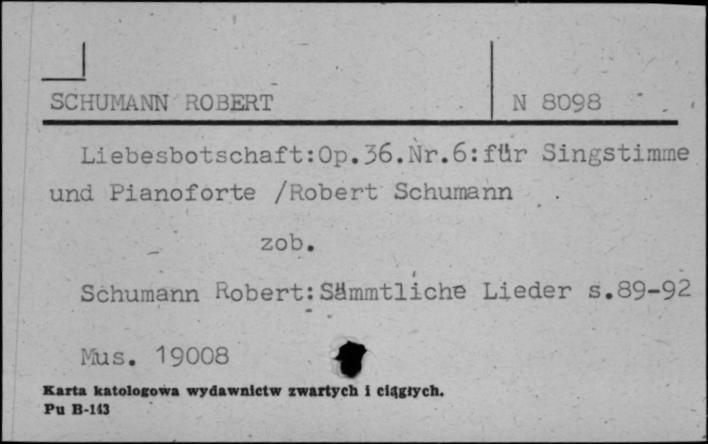 SCHUMANN ROBERT N 8098
Liebesbotschaft:Op.36.Nr.6:für Singstimme
und Pianoforte /Robert Schumann
zob.
Schumann Robert:Sämmtliche Lieder s.89-92
Mus. 19008
Karta katologowa wydawnictw zwartych i ciągłych.
Pu B-143